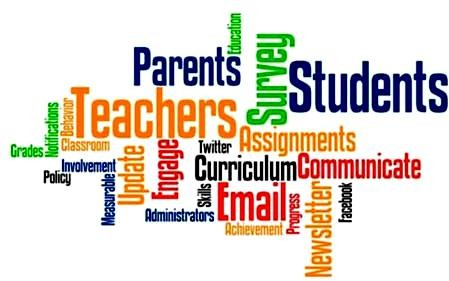 Education
Parents
Survey
Students
Teachers
Behavior
Notifications
Grades
Classroom
Twitter
Assignments
Involvement
Update
Engage
Curriculum
Communicate
Policy
Measurable
Skills
Email
Administrators
Achievement
Progress
Newsletter
Facebook